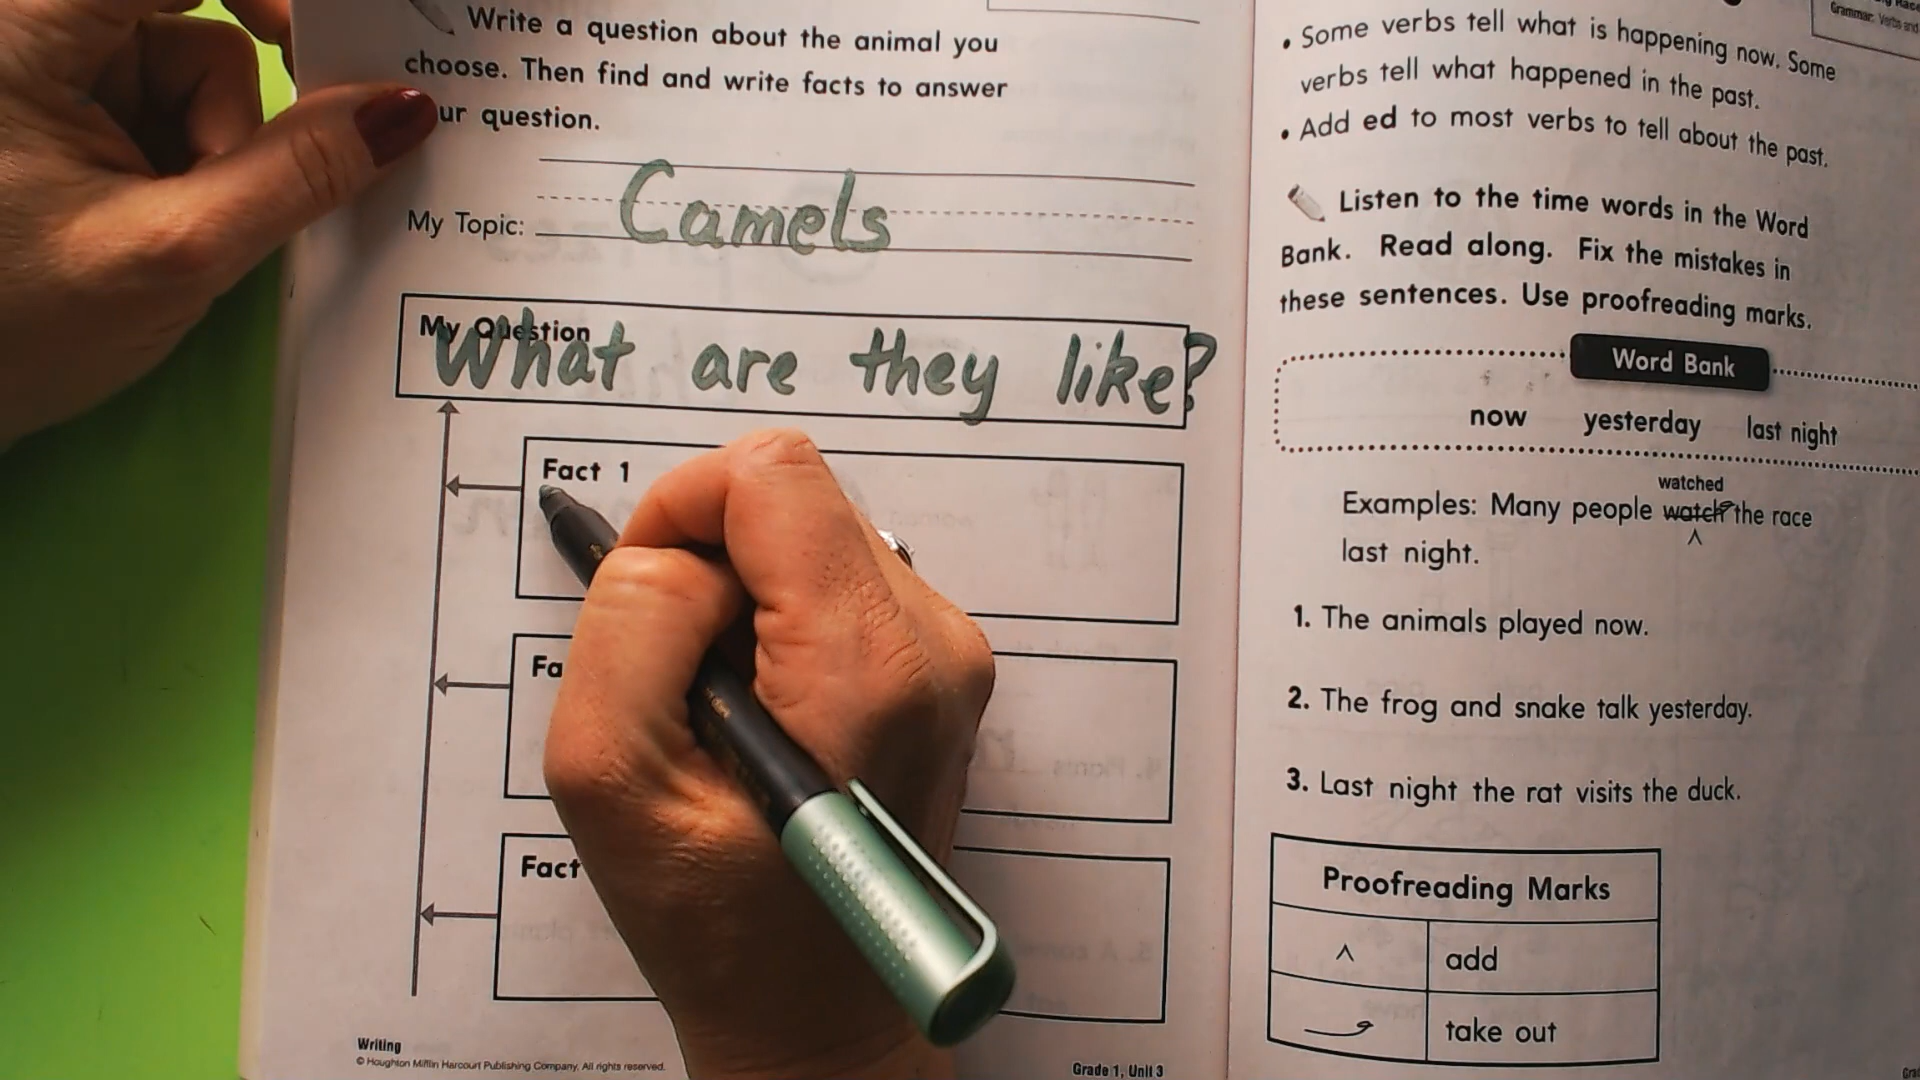 Write a question about the animal you
choose. Then find and write facts to answer
ur question.
My Topic: Camels
My Question
What are they like?
Fact 1
Fa
Fact
Writing
© Houghton Mifflin Harcourt Publishing Company. All rights reserved.
Grade 1, Unit 3
• Some verbs tell what is happening now. Some
verbs tell what happened in the past.
• Add ed to most verbs to tell about the past.
Listen to the time words in the Word
Bank. Read along. Fix the mistakes in
these sentences. Use proofreading marks.
Word Bank
now yesterday last night
watched
Examples: Many people watch the race
^
last night.
1. The animals played now.
2. The frog and snake talk yesterday.
3. Last night the rat visits the duck.
Proofreading Marks
^ add
take out